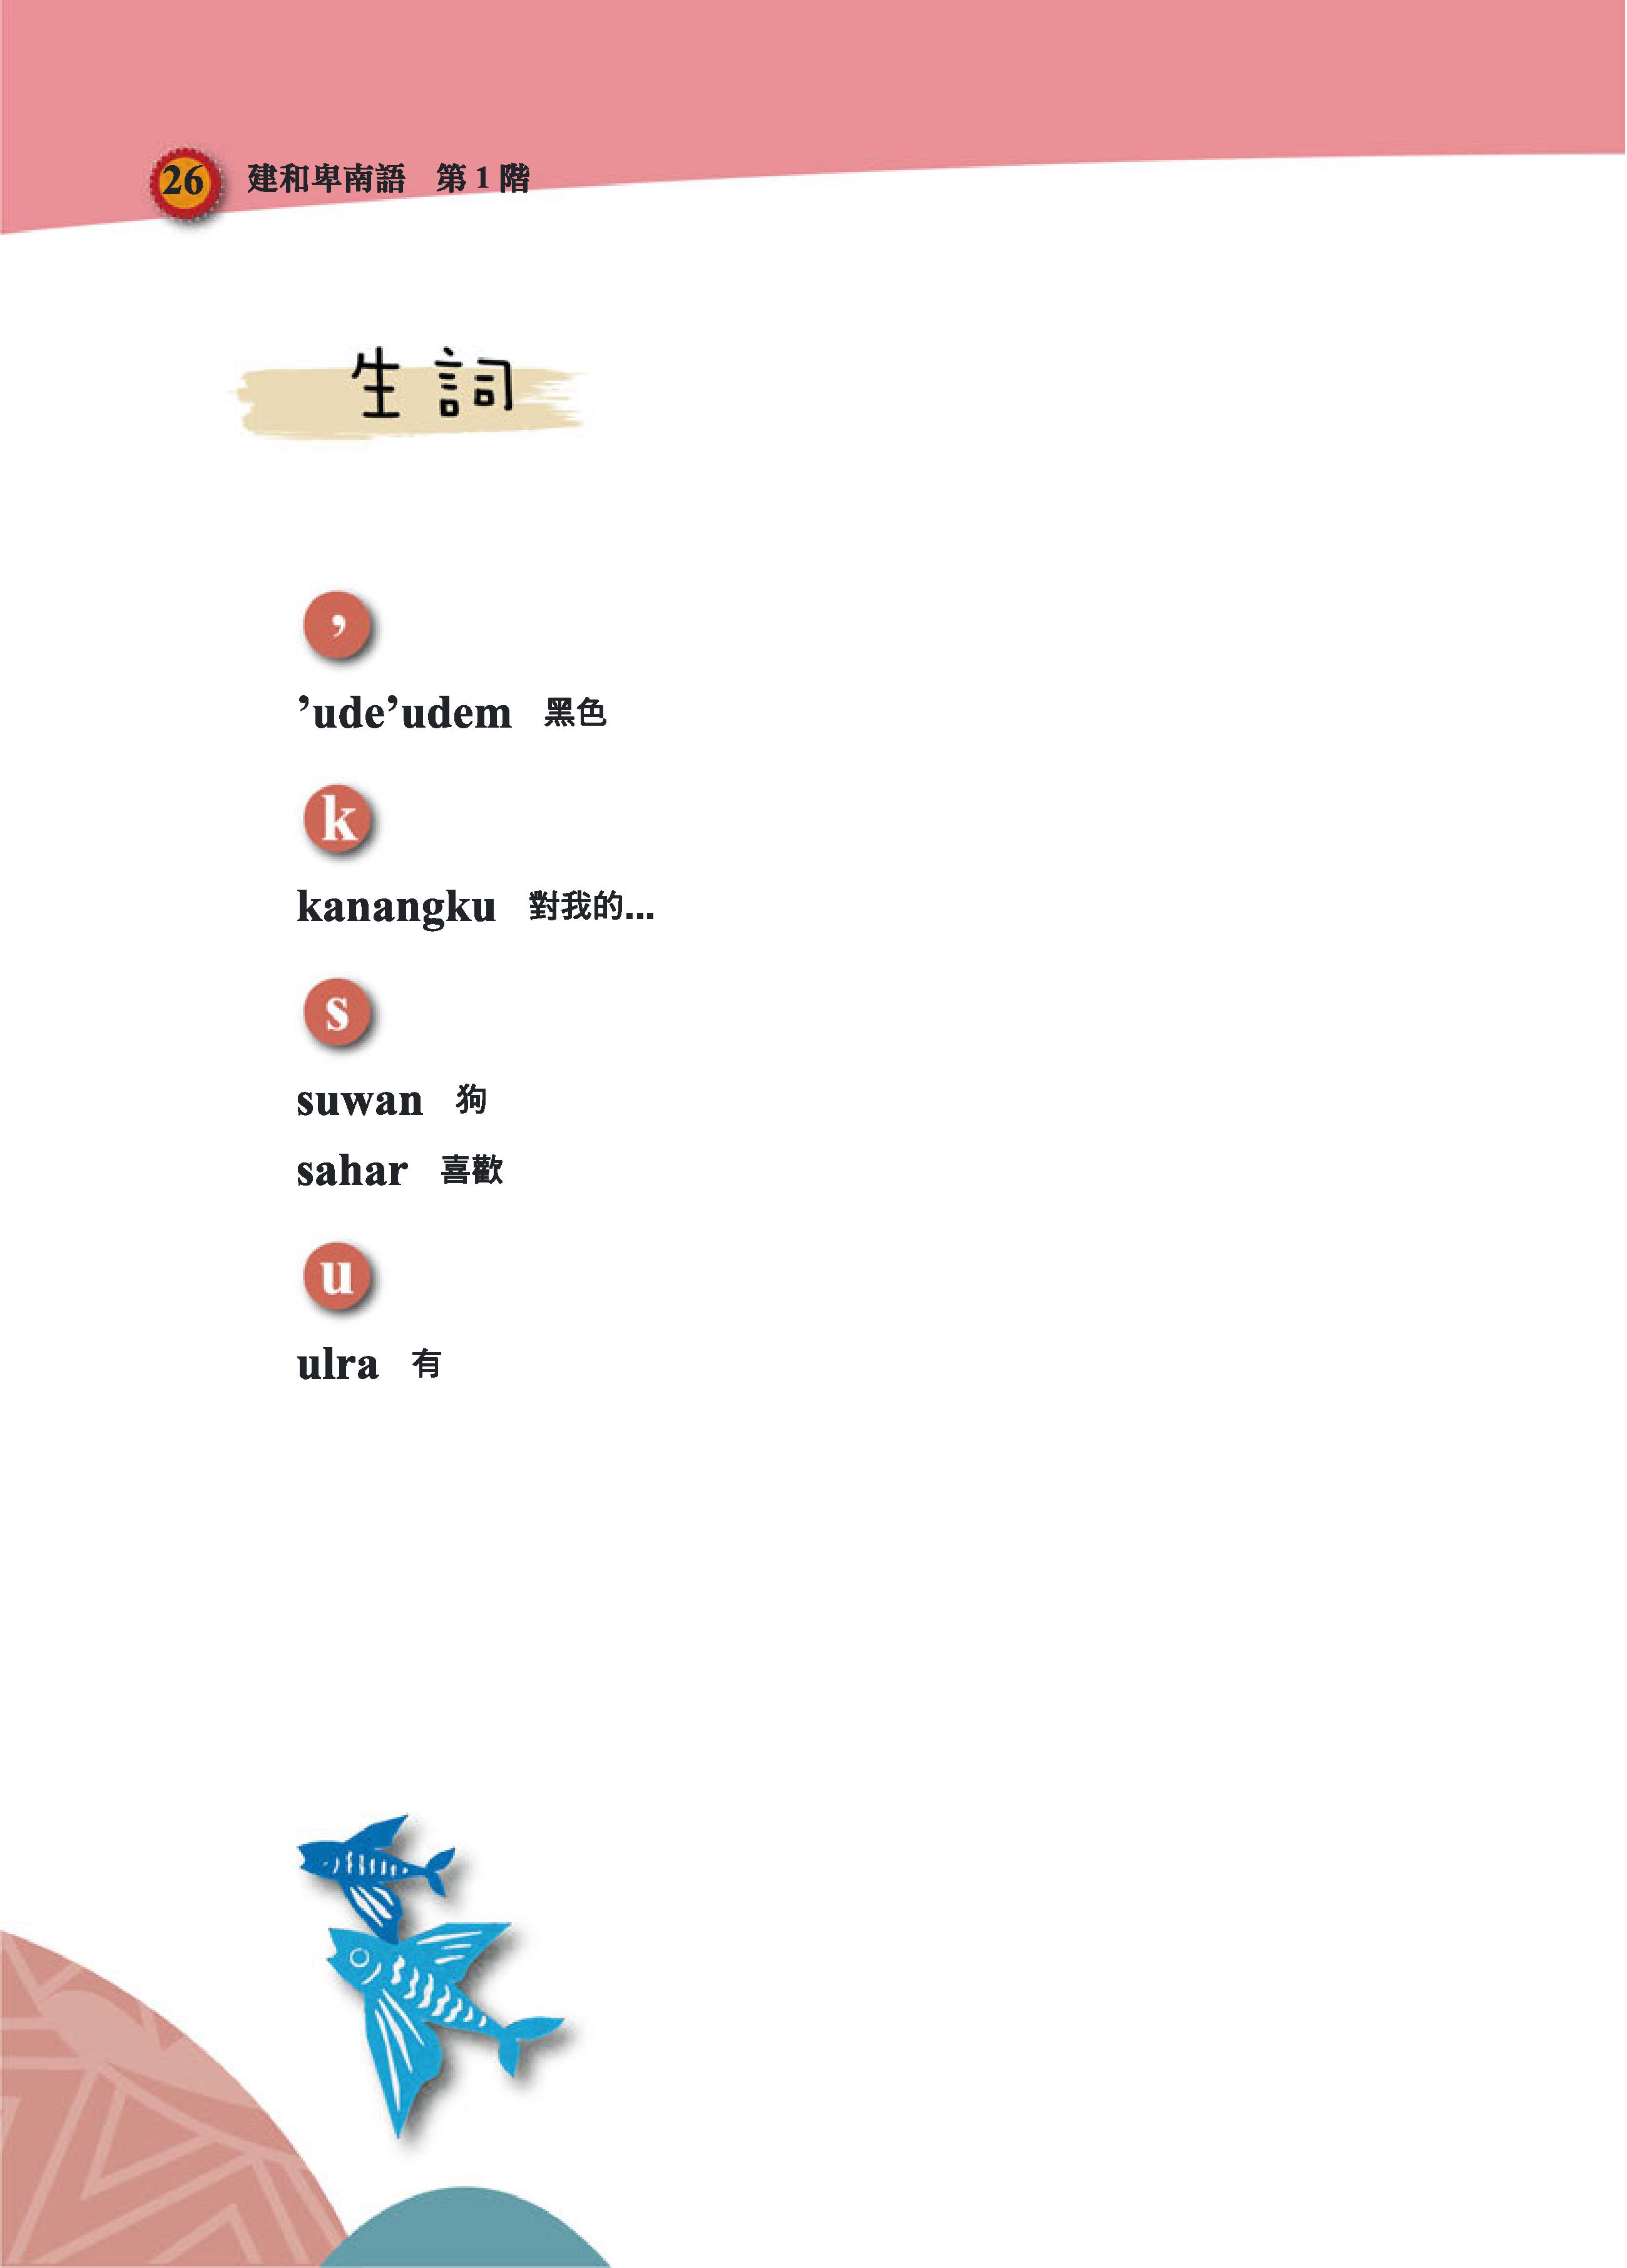 26 建和卑南語 第1階
生詞
’
’ude’udem 黑色
k
kanangku 對我的...
s
suwan 狗
sahar 喜歡
u
ulra 有